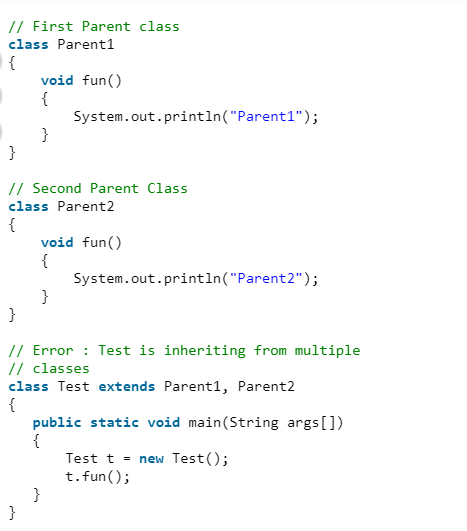 // First Parent class
class Parent1
{
    void fun()
    {
        System.out.println("Parent1");
    }
}
// Second Parent Class
class Parent2
{
    void fun()
    {
        System.out.println("Parent2");
    }
}
// Error : Test is inheriting from multiple
// classes
class Test extends Parent1, Parent2
{
   public static void main(String args[])
   {
       Test t = new Test();
       t.fun();
   }
}